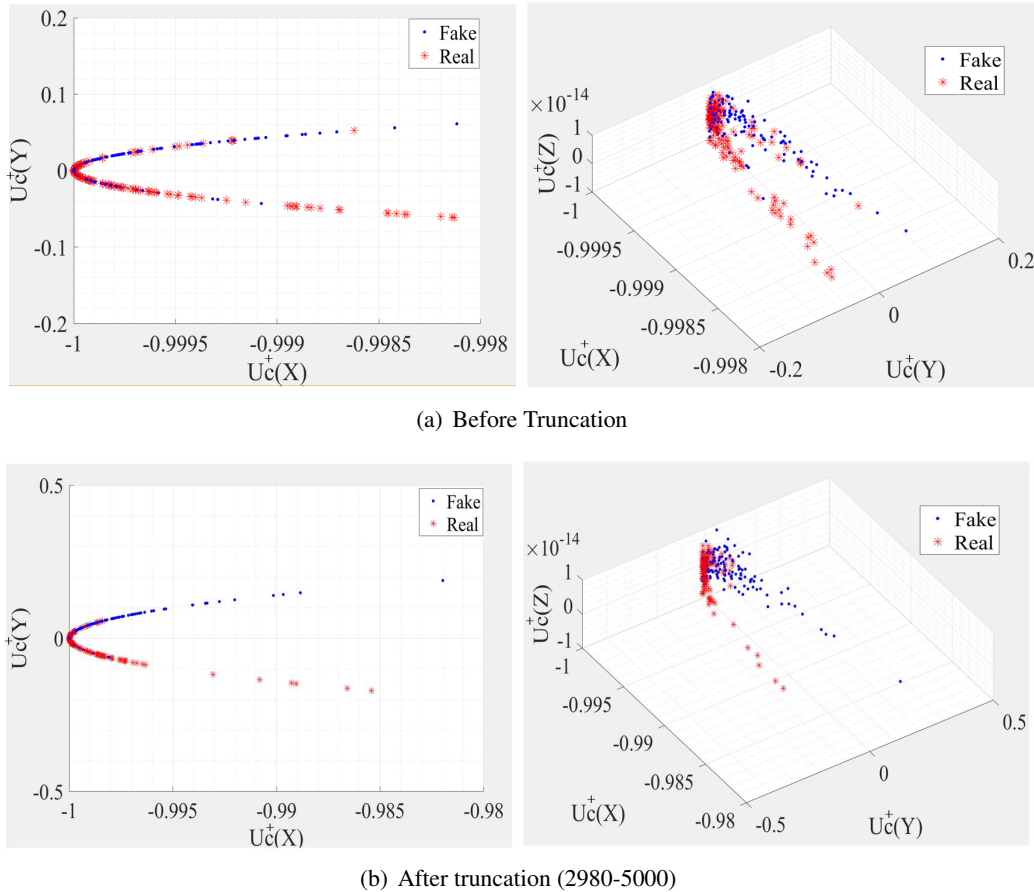 0.2
0.1
0
-0.1
-0.2
Uc⁺(Y)
-1
-0.9995
-0.999
-0.9985
-0.998
Uc⁺(X)
Fake
Real
×10⁻¹⁴
1
0
-1
Uc⁺(Z)
-1
-0.9995
-0.999
-0.9985
-0.998
Uc⁺(X)
-0.2
0
0.2
Uc⁺(Y)
Fake
Real
(a) Before Truncation
0.5
0
-0.5
Uc⁺(Y)
-1
-0.995
-0.99
-0.985
-0.98
Uc⁺(X)
Fake
Real
×10⁻¹⁴
1
0
-1
Uc⁺(Z)
-1
-0.995
-0.99
-0.985
-0.98
Uc⁺(X)
-0.5
0
0.5
Uc⁺(Y)
Fake
Real
(b) After truncation (2980-5000)